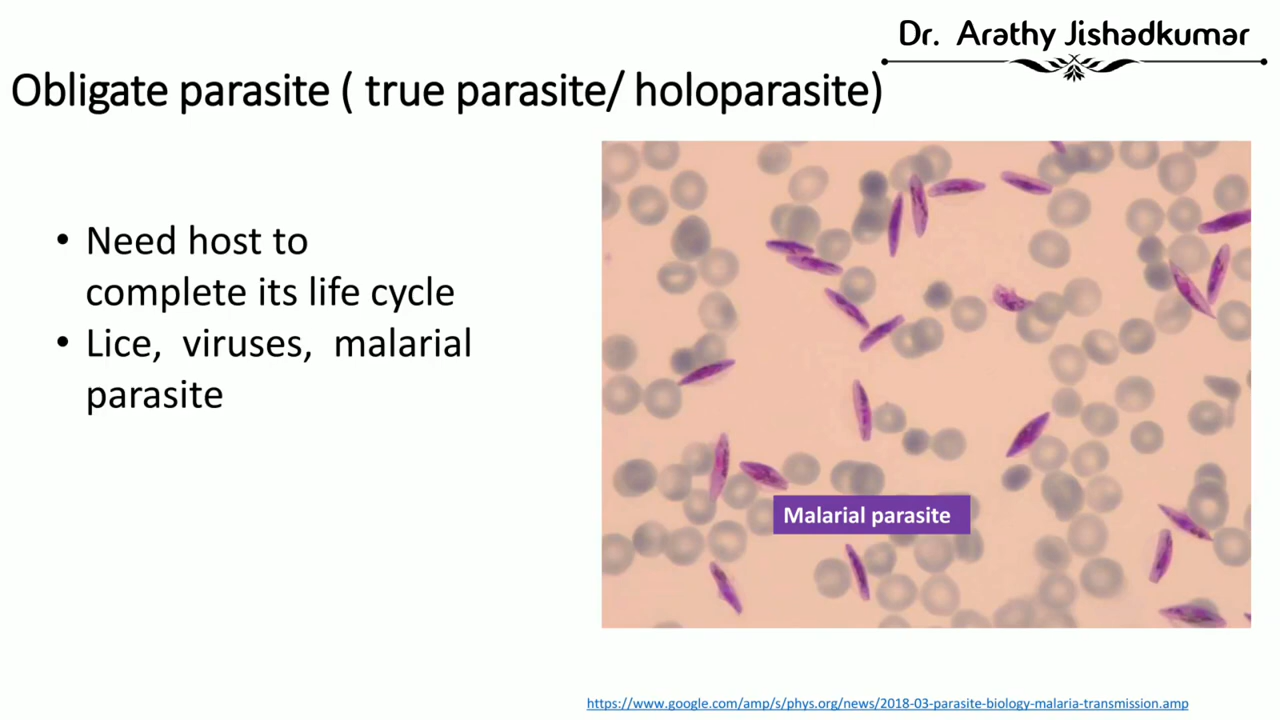 Dr. Arathy Jishadkumar
Obligate parasite ( true parasite/ holoparasite)
• Need host to
complete its life cycle
• Lice, viruses, malarial
parasite
Malarial parasite
https://www.google.com/amp/s/phys.org/news/2018-03-parasite-biology-malaria-transmission.amp